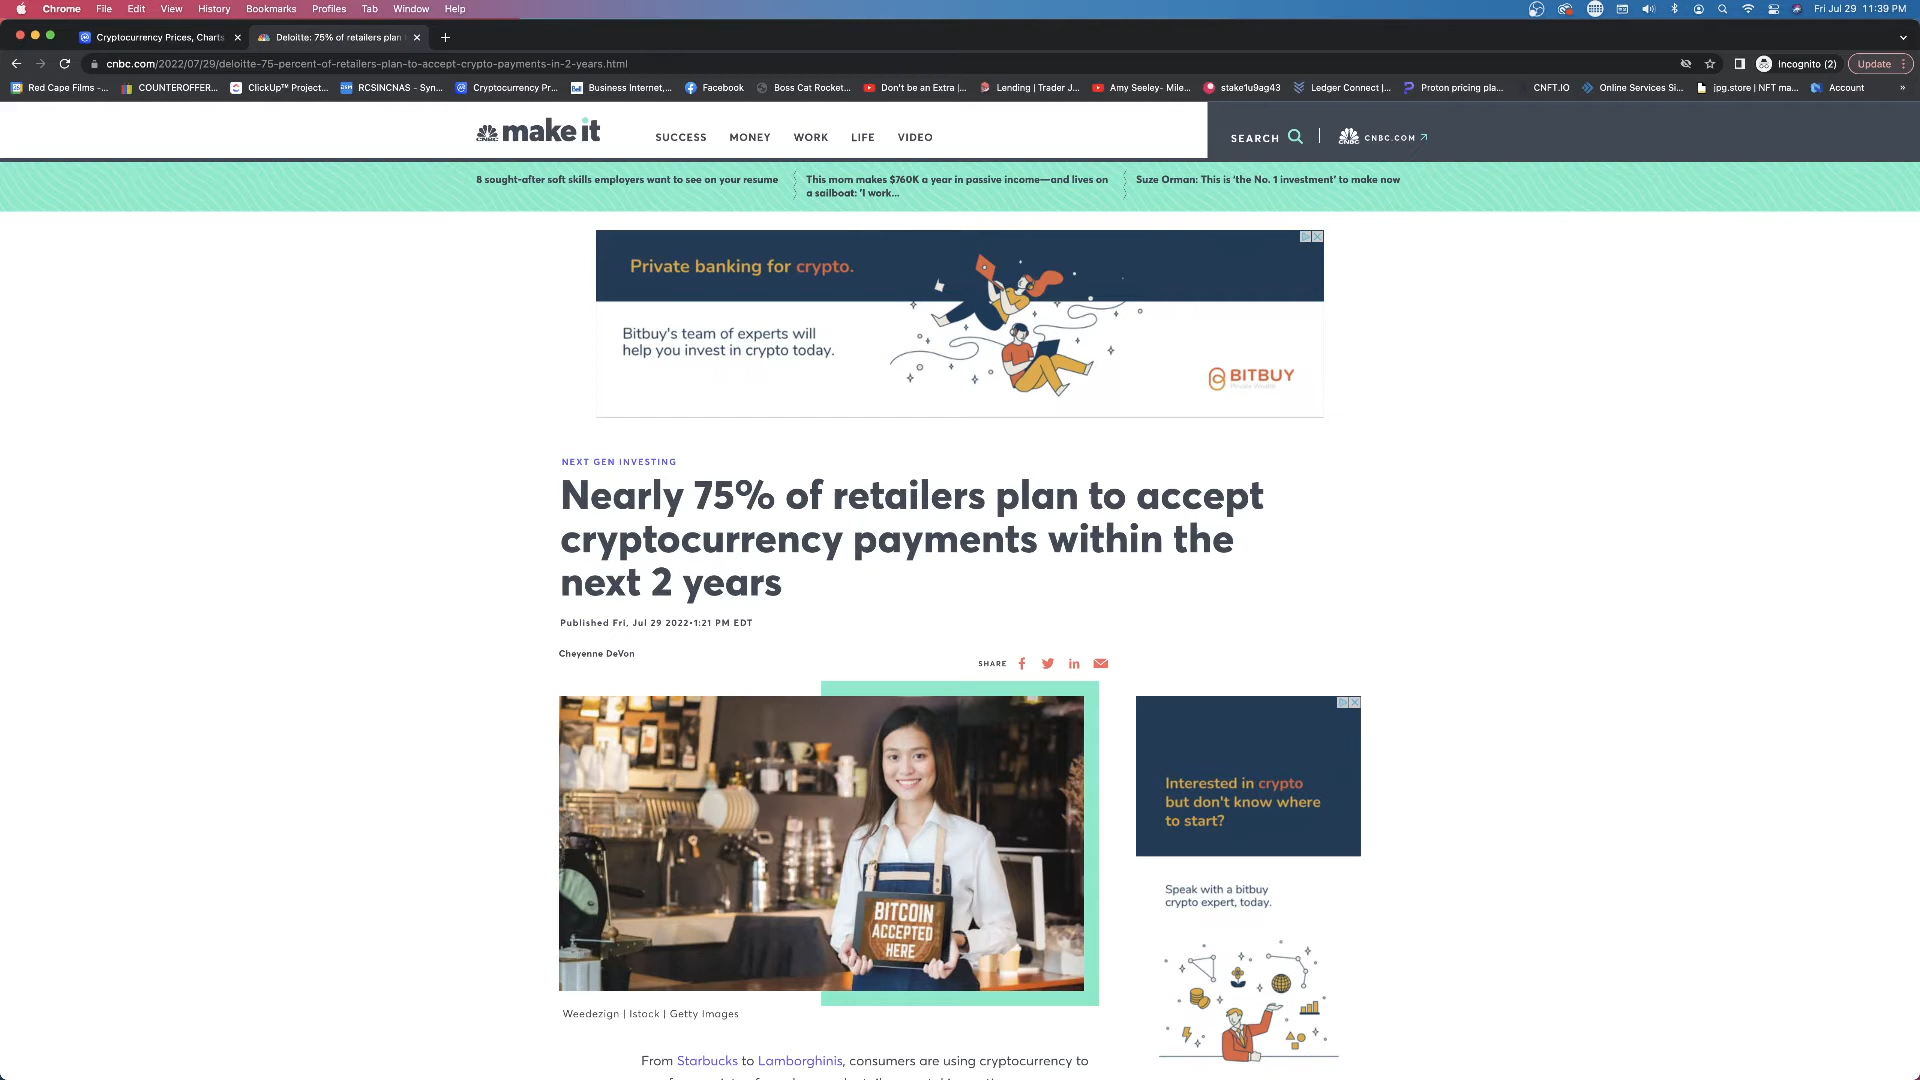 Chrome File Edit View History Bookmarks Profiles Tab Window Help Fri Jul 29 11:39 PM
Cryptocurrency Prices, Charts Deloitte: 75% of retailers plan
cnbc.com/2022/07/29/deloitte-75-percent-of-retailers-plan-to-accept-crypto-payments-in-2-years.html Incognito (2) Update
Red Cape Films -... COUNTEROFFER... ClickUp™ Project... RCSINCNAS - Syn... Cryptocurrency Pr... Business Internet,... Facebook Boss Cat Rocket... Don't be an Extra |... Lending | Trader J... Amy Seeley- Mile... stake1u9ag43 Ledger Connect |... Proton pricing pla... CNFT.IO Online Services Si... jpg.store | NFT ma... Account »
CNBC make it SUCCESS MONEY WORK LIFE VIDEO SEARCH CNBC CNBC.COM
8 sought-after soft skills employers want to see on your resume
This mom makes $760K a year in passive income—and lives on
a sailboat: 'I work...
Suze Orman: This is 'the No. 1 investment' to make now
Private banking for crypto.
Bitbuy's team of experts will
help you invest in crypto today.
BITBUY
Private Wealth
NEXT GEN INVESTING
Nearly 75% of retailers plan to accept
cryptocurrency payments within the
next 2 years
Published Fri, Jul 29 2022•1:21 PM EDT
Cheyenne DeVon
SHARE
BITCOIN
ACCEPTED
HERE
Weedezign | Istock | Getty Images
Interested in crypto
but don't know where
to start?
Speak with a bitbuy
crypto expert, today.
From Starbucks to Lamborghinis, consumers are using cryptocurrency to